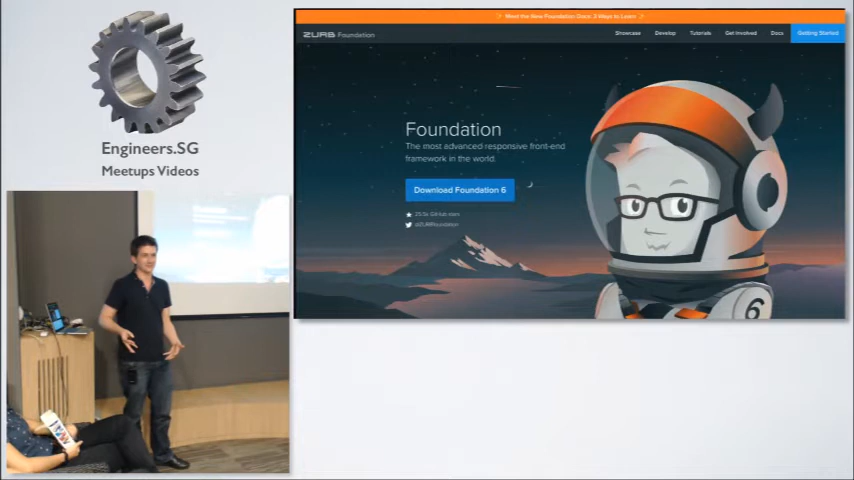 Engineers.SG
Meetups Videos
Meet the New Foundation Docs: 3 Ways to Learn
ZURB Foundation
Showcase
Develop
Tutorials
Get Involved
Docs
Getting Started
Foundation
The most advanced responsive front-end
framework in the world.
Download Foundation 6
GitHub stars
@ZURBFoundation
6